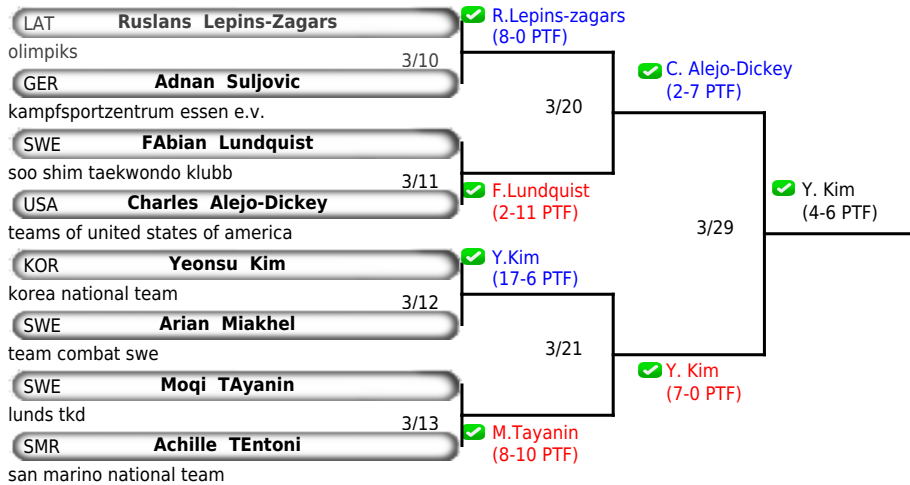 LAT Ruslans Lepins-Zagars
olimpiks
3/10
GER Adnan Suljovic
kampfsportzentrum essen e.v.
SWE FAbian Lundquist
soo shim taekwondo klubb
3/11
USA Charles Alejo-Dickey
teams of united states of america
KOR Yeonsu Kim
korea national team
3/12
SWE Arian Miakhel
team combat swe
SWE Moqi TAyanin
lunds tkd
3/13
SMR Achille TEntoni
san marino national team
R.Lepins-zagars
(8-0 PTF)
3/20
F.Lundquist
(2-11 PTF)
Y.Kim
(17-6 PTF)
3/21
M.Tayanin
(8-10 PTF)
C. Alejo-Dickey
(2-7 PTF)
3/29
Y. Kim
(7-0 PTF)
Y. Kim
(4-6 PTF)